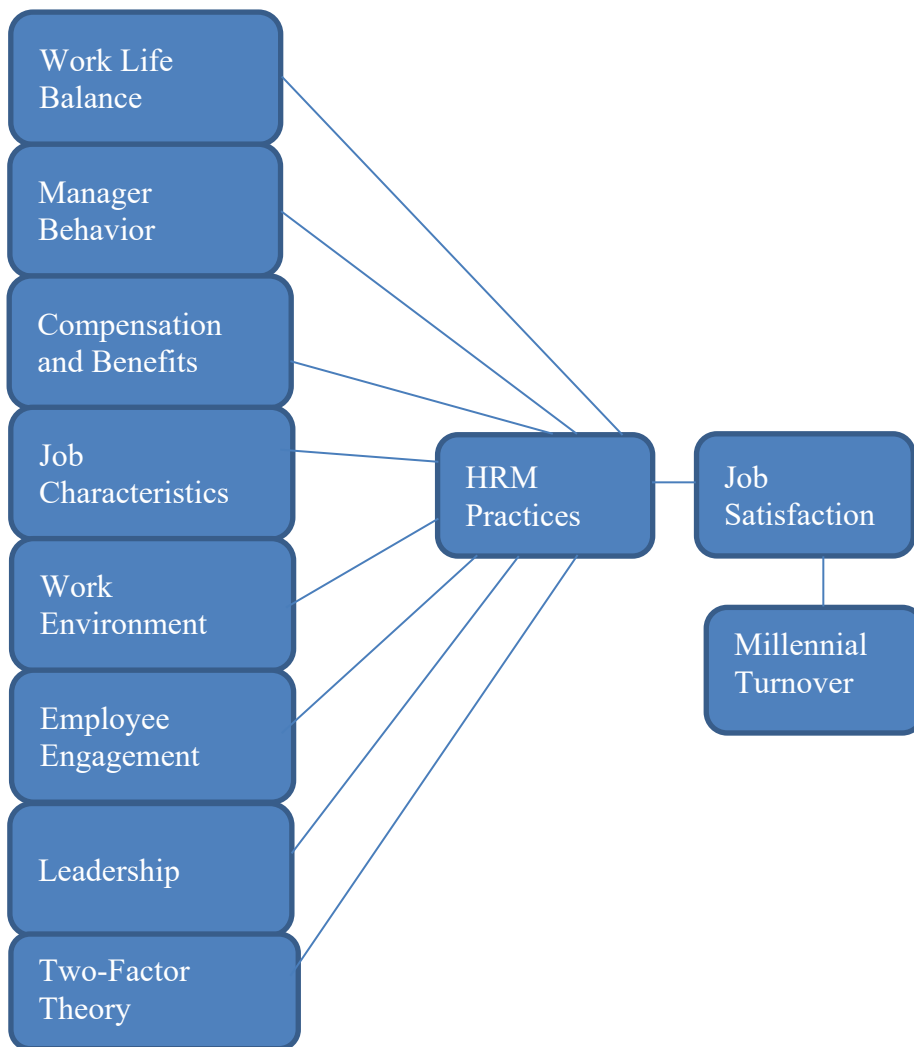 Work Life
Balance
Manager
Behavior
Compensation
and Benefits
Job
Characteristics
Work
Environment
Employee
Engagement
Leadership
Two-Factor
Theory
HRM
Practices
Job
Satisfaction
Millennial
Turnover